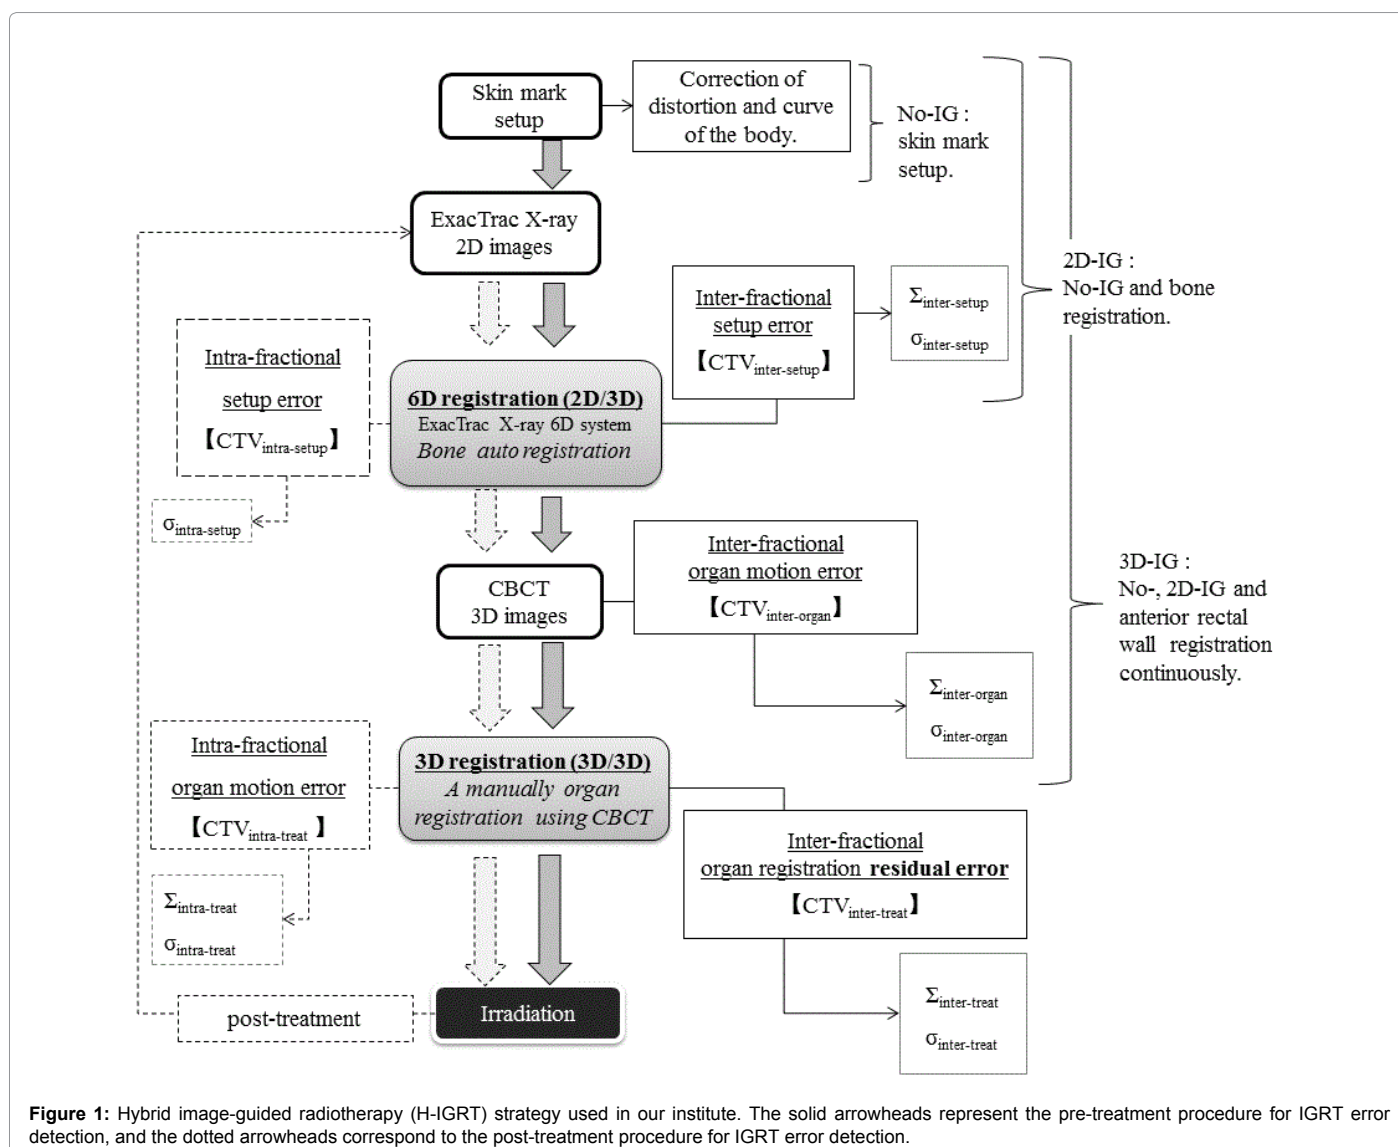 Skin mark
setup
Correction of
distortion and curve
of the body.
No-IG :
skin mark
setup.
ExacTrac X-ray
2D images
2D-IG :
No-IG and bone
registration.
Inter-fractional
setup error
【CTVinter-setup】
Σinter-setup
σinter-setup
Intra-fractional
setup error
【CTVintra-setup】
σintra-setup
6D registration (2D/3D)
ExacTrac X-ray 6D system
Bone auto registration
Inter-fractional
organ motion error
【CTVinter-organ】
CBCT
3D images
3D-IG :
No-, 2D-IG and
anterior rectal
wall registration
continuously.
Σinter-organ
σinter-organ
Intra-fractional
organ motion error
【CTVintra-treat 】
Σintra-treat
σintra-treat
3D registration (3D/3D)
A manually organ
registration using CBCT
Inter-fractional
organ registration residual error
【CTVinter-treat】
Σinter-treat
σinter-treat
post-treatment
Irradiation
Figure 1: Hybrid image-guided radiotherapy (H-IGRT) strategy used in our institute. The solid arrowheads represent the pre-treatment procedure for IGRT error
detection, and the dotted arrowheads correspond to the post-treatment procedure for IGRT error detection.